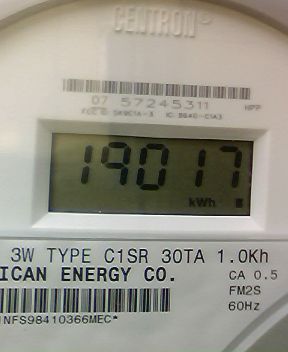 CENTRON
07 57245311
19017
kWh
3W TYPE C1SR 30TA 1.0Kh
ICAN ENERGY CO.
CA 0.5
FM2S
60Hz
NFS98410366MEC*